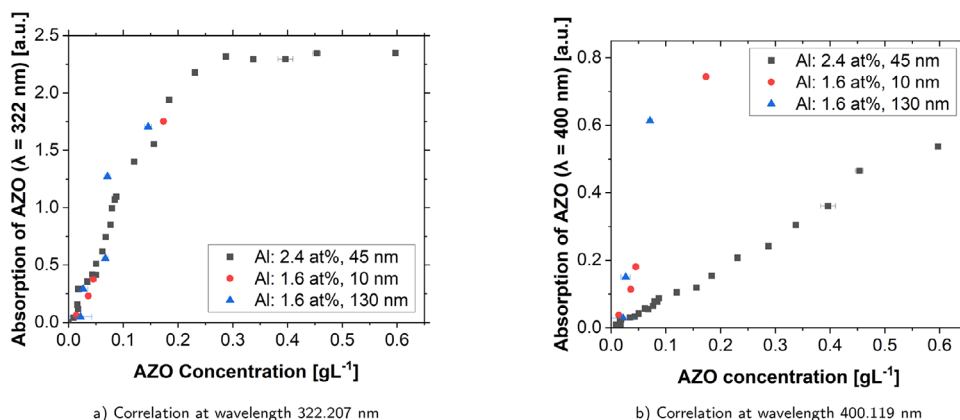 2.5
2.0
1.5
1.0
0.5
0.0
Absorption of AZO (λ = 322 nm) [a.u.]
Al: 2.4 at%, 45 nm
Al: 1.6 at%, 10 nm
Al: 1.6 at%, 130 nm
0.0 0.1 0.2 0.3 0.4 0.5 0.6
AZO Concentration [gL⁻¹]
a) Correlation at wavelength 322.207 nm
0.8
0.6
0.4
0.2
0.0
Absorption of AZO (λ = 400 nm) [a.u.]
Al: 2.4 at%, 45 nm
Al: 1.6 at%, 10 nm
Al: 1.6 at%, 130 nm
0.0 0.1 0.2 0.3 0.4 0.5 0.6
AZO concentration [gL⁻¹]
b) Correlation at wavelength 400.119 nm